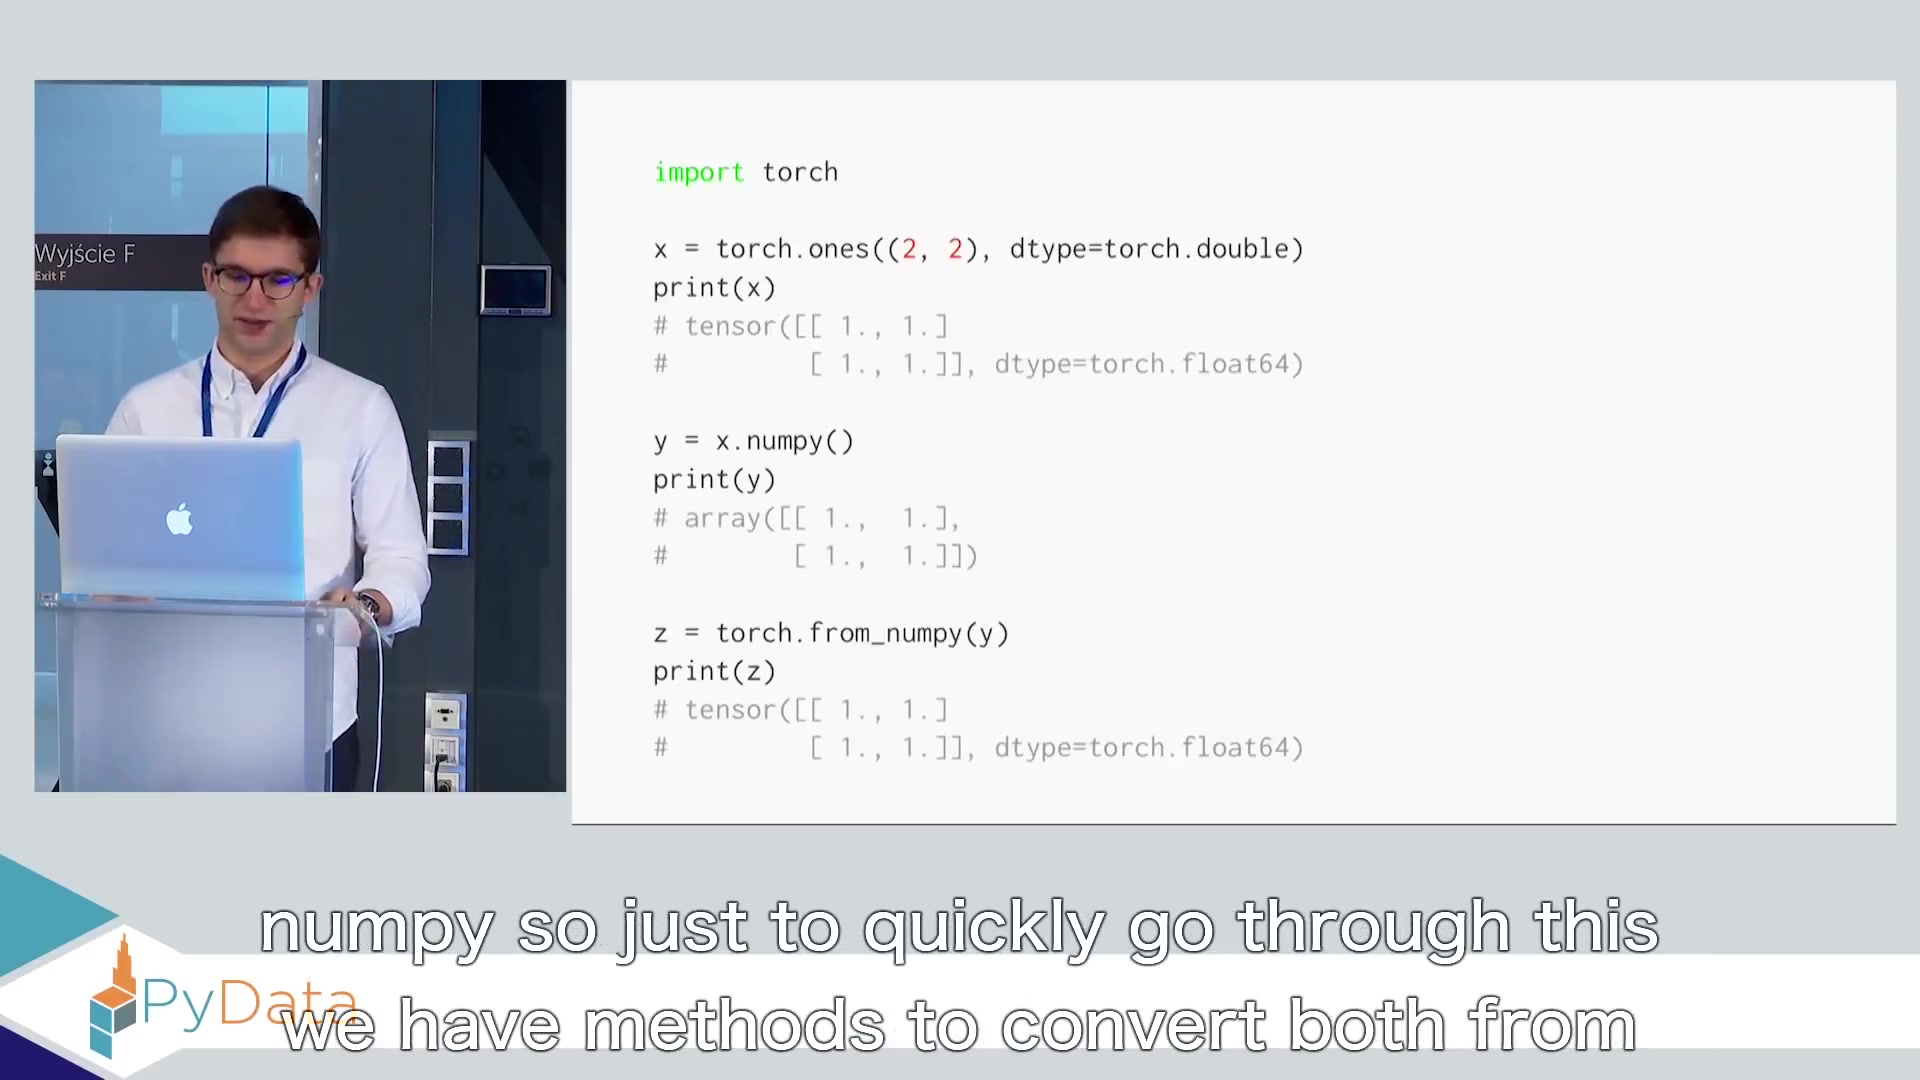 Wyjście F
Exit F
import torch
x = torch.ones((2, 2), dtype=torch.double)
print(x)
# tensor([[ 1., 1.]
#         [ 1., 1.]], dtype=torch.float64)
y = x.numpy()
print(y)
# array([[ 1.,  1.],
#        [ 1.,  1.]])
z = torch.from_numpy(y)
print(z)
# tensor([[ 1., 1.]
#         [ 1., 1.]], dtype=torch.float64)
numpy so just to quickly go through this
PyData
we have methods to convert both from